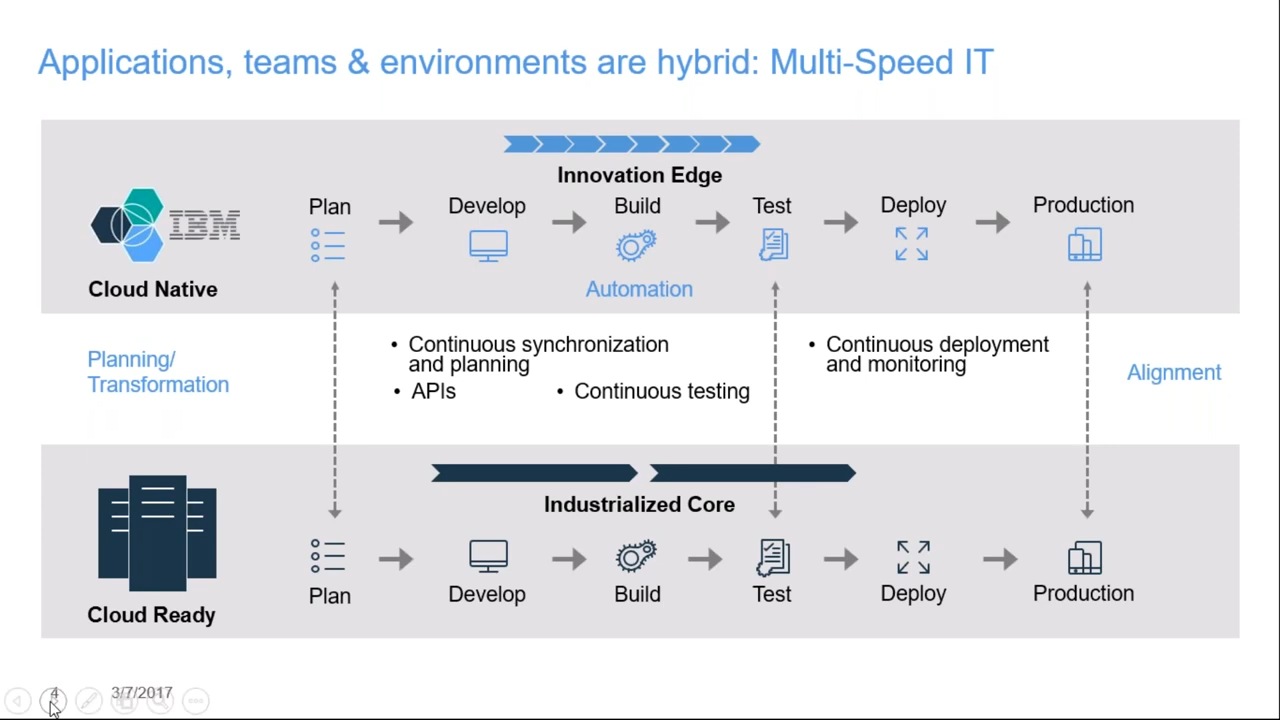 Applications, teams & environments are hybrid: Multi-Speed IT
Innovation Edge
Plan
Develop
Build
Test
Deploy
Production
IBM
Cloud Native
Automation
Planning/
Transformation
• Continuous synchronization
and planning
• APIs
• Continuous testing
• Continuous deployment
and monitoring
Alignment
Industrialized Core
Plan
Develop
Build
Test
Deploy
Production
Cloud Ready
4
3/7/2017